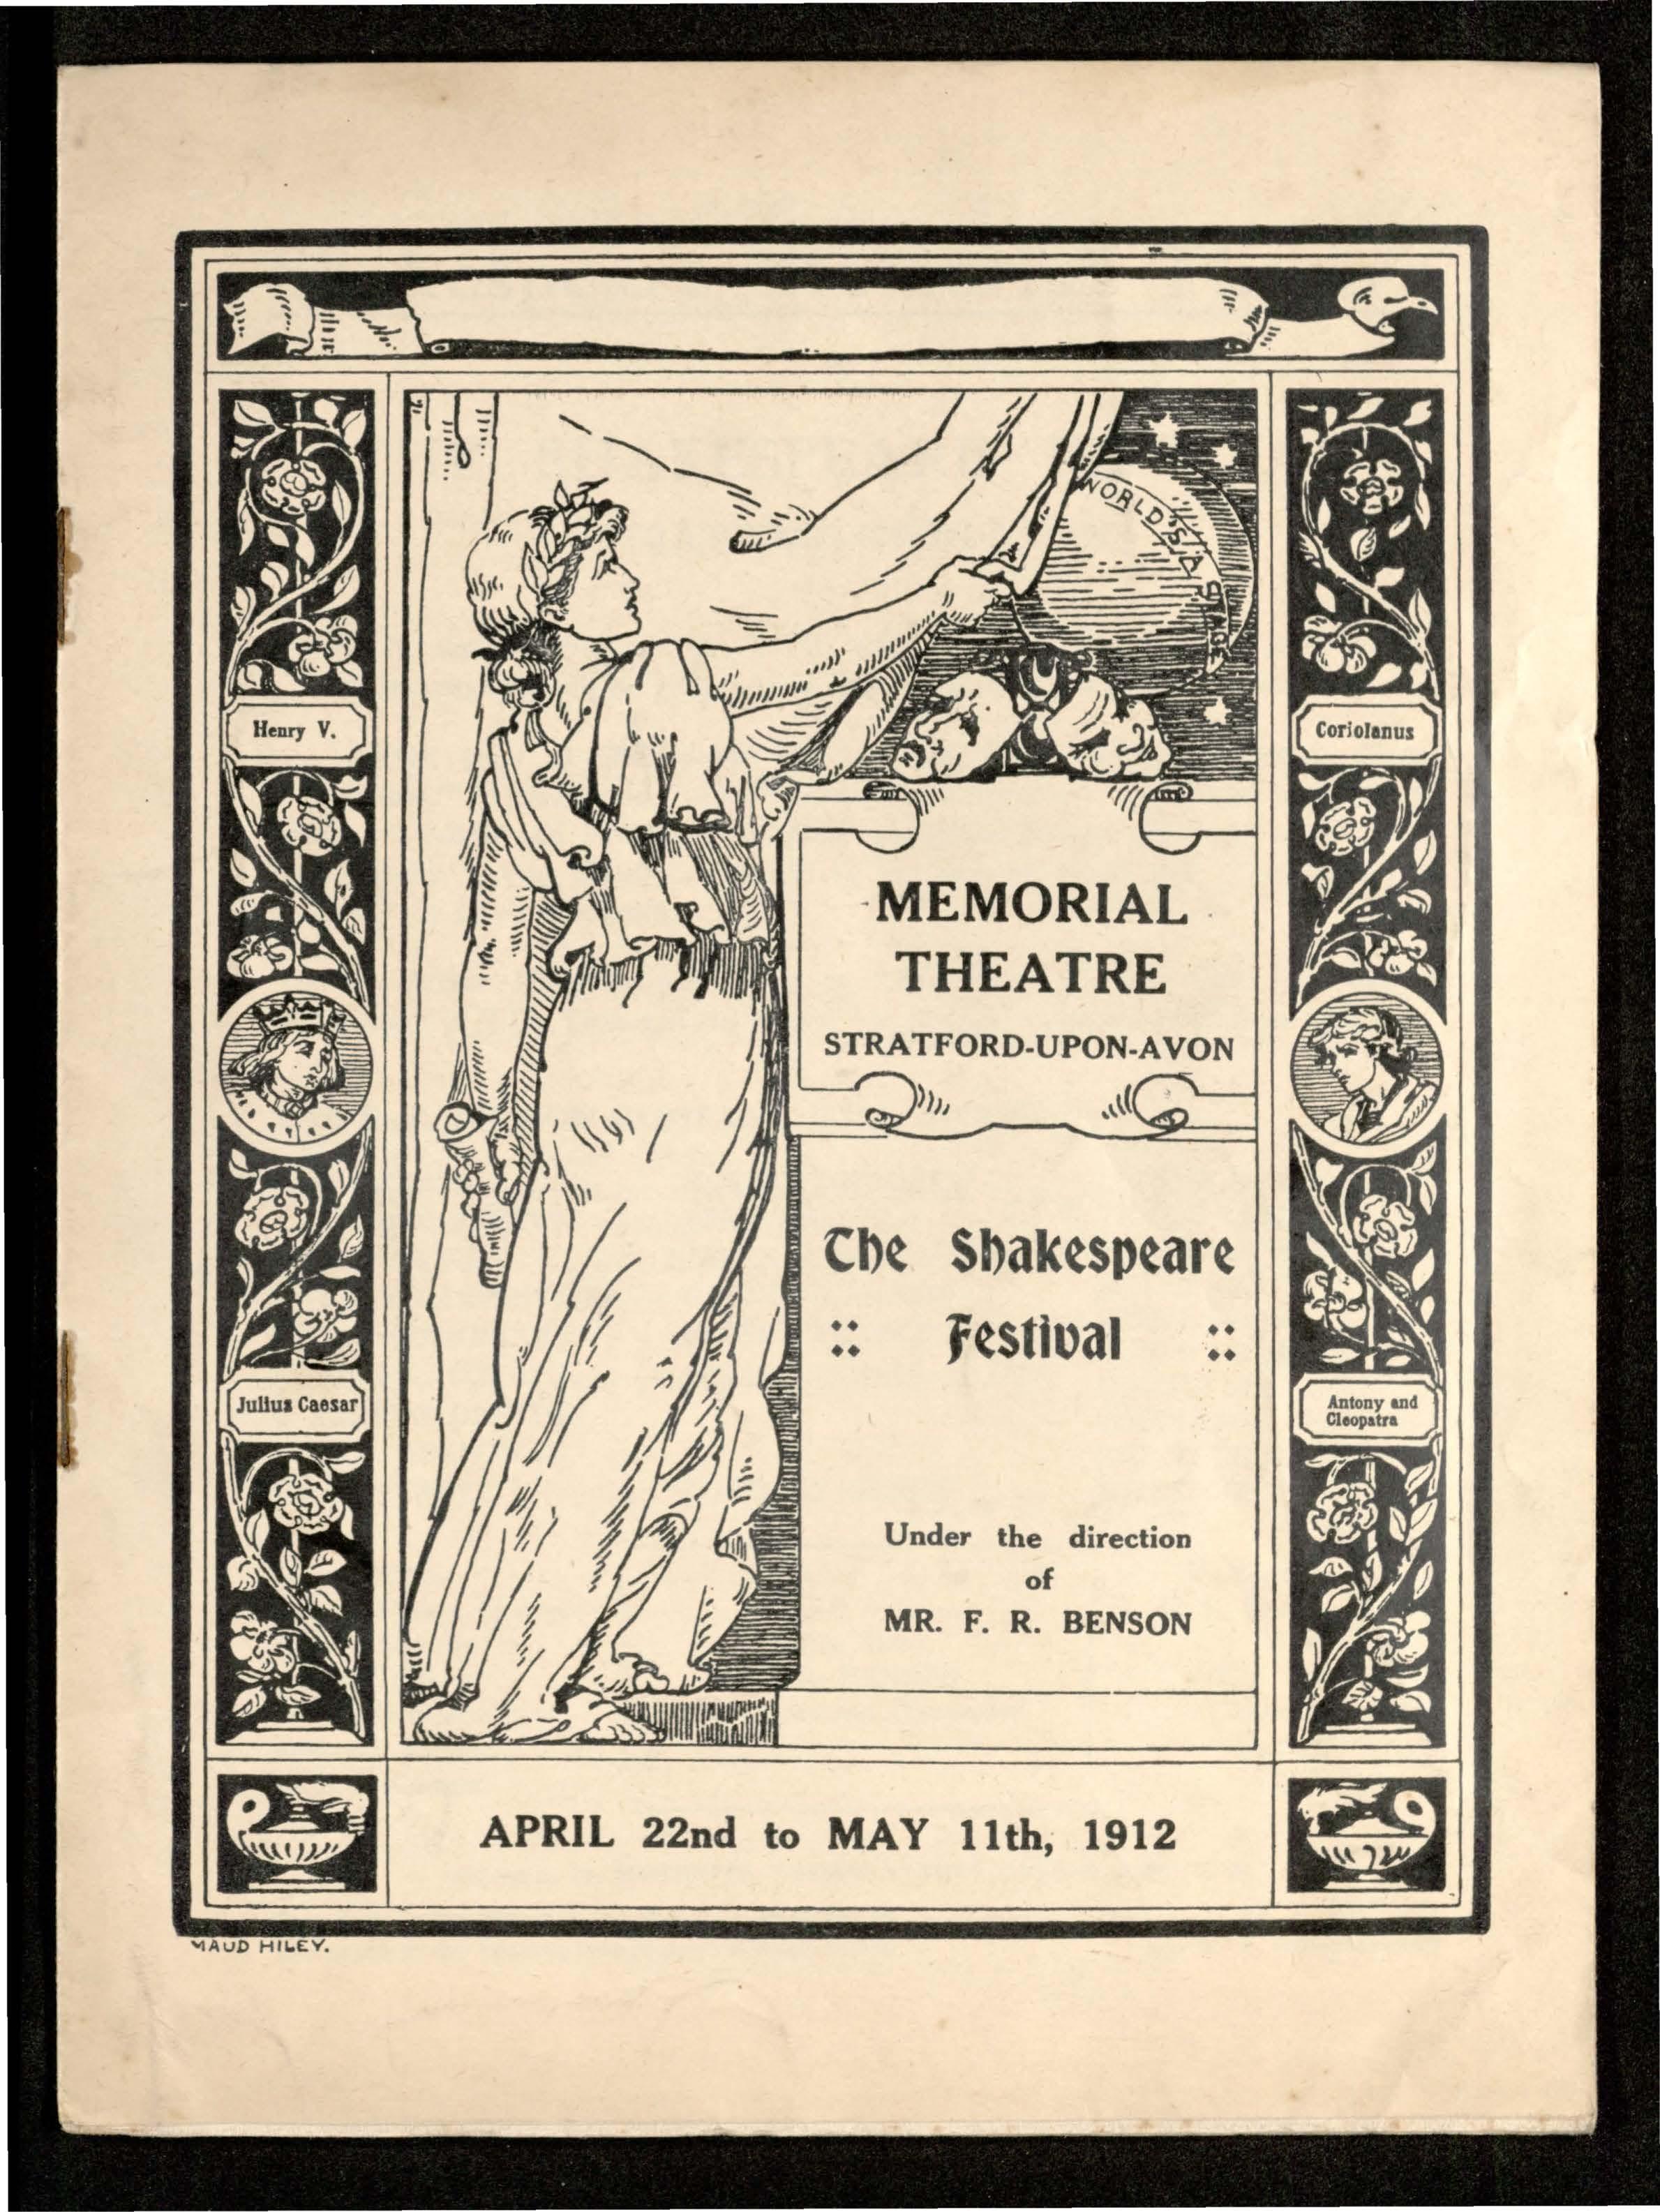 WORLD'S A STAGE
Henry V.
Coriolanus
MEMORIAL
THEATRE
STRATFORD-UPON-AVON
The Shakespeare
:: Festival ::
Julius Caesar
Antony and
Cleopatra
Under the direction
of
MR. F. R. BENSON
APRIL 22nd to MAY 11th, 1912
MAUD HILEY.